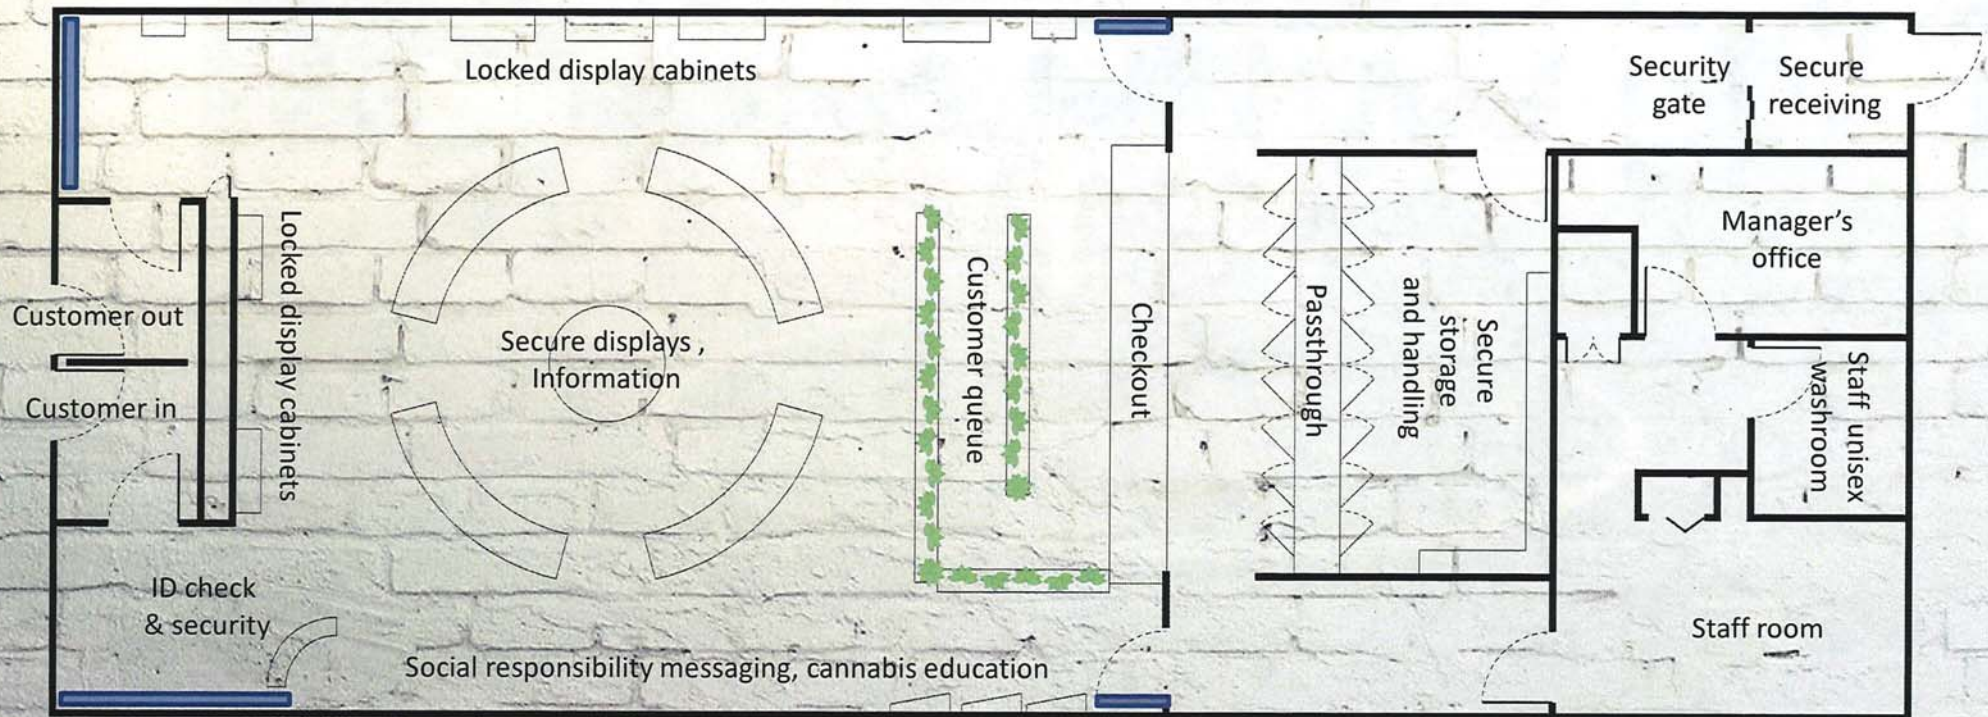 Locked display cabinets
Security
gate
Secure
receiving
Locked display cabinets
Manager's
office
Customer out
Customer in
Secure displays ,
Information
Customer queue
Checkout
Passthrough
Secure
storage
and handling
Staff unisex
washroom
ID check
& security
Social responsibility messaging, cannabis education
Staff room